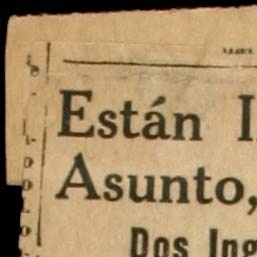 Están I
Asunto,
Dos Ing